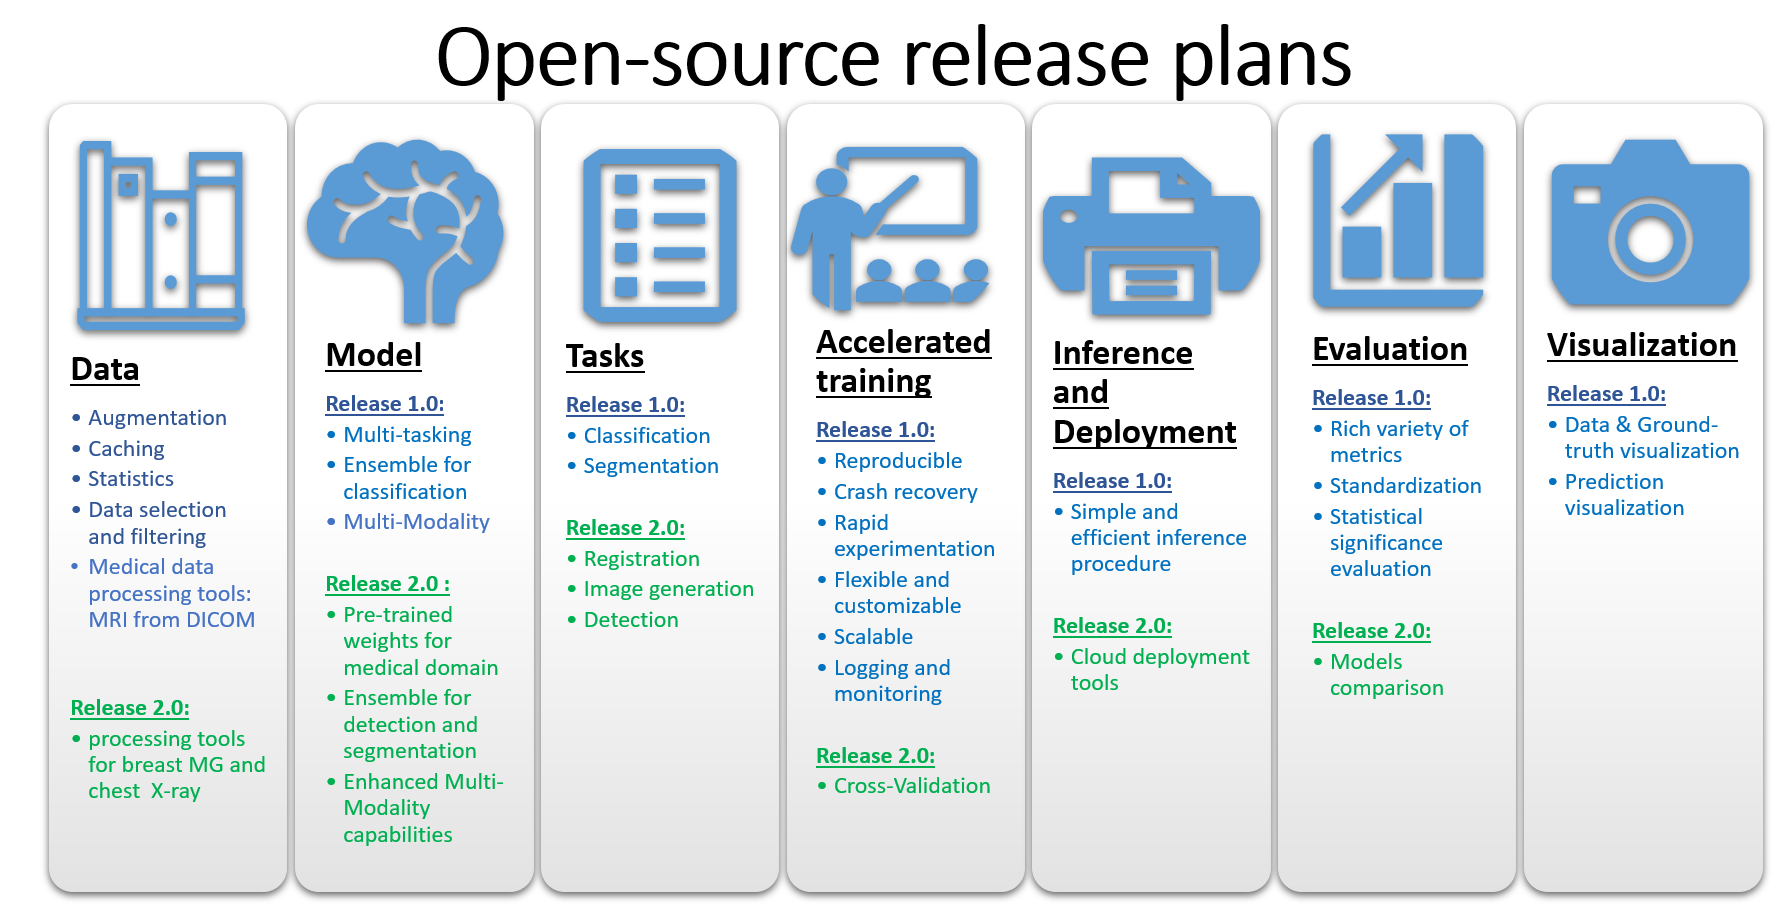 Open-source release plans
Data
• Augmentation
• Caching
• Statistics
• Data selection
and filtering
• Medical data
processing tools:
MRI from DICOM
Release 2.0:
• processing tools
for breast MG and
chest  X-ray
Model
Release 1.0:
• Multi-tasking
• Ensemble for
classification
• Multi-Modality
Release 2.0 :
• Pre-trained
weights for
medical domain
• Ensemble for
detection and
segmentation
• Enhanced Multi-
Modality
capabilities
Tasks
Release 1.0:
• Classification
• Segmentation
Release 2.0:
• Registration
• Image generation
• Detection
Accelerated
training
Release 1.0:
• Reproducible
• Crash recovery
• Rapid
experimentation
• Flexible and
customizable
• Scalable
• Logging and
monitoring
Release 2.0:
• Cross-Validation
Inference
and
Deployment
Release 1.0:
• Simple and
efficient inference
procedure
Release 2.0:
• Cloud deployment
tools
Evaluation
Release 1.0:
• Rich variety of
metrics
• Standardization
• Statistical
significance
evaluation
Release 2.0:
• Models
comparison
Visualization
Release 1.0:
• Data & Ground-
truth visualization
• Prediction
visualization